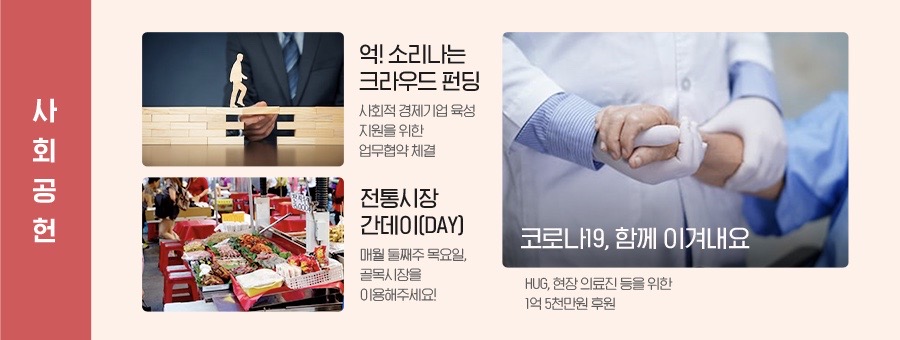 사회공헌
억! 소리나는
크라우드 펀딩
사회적 경제기업 육성
지원을 위한
업무협약 체결
전통시장
간데이(DAY)
매월 둘째주 목요일,
골목시장을
이용해주세요!
코로나19, 함께 이겨내요
HUG, 현장 의료진 등을 위한
1억 5천만원 후원